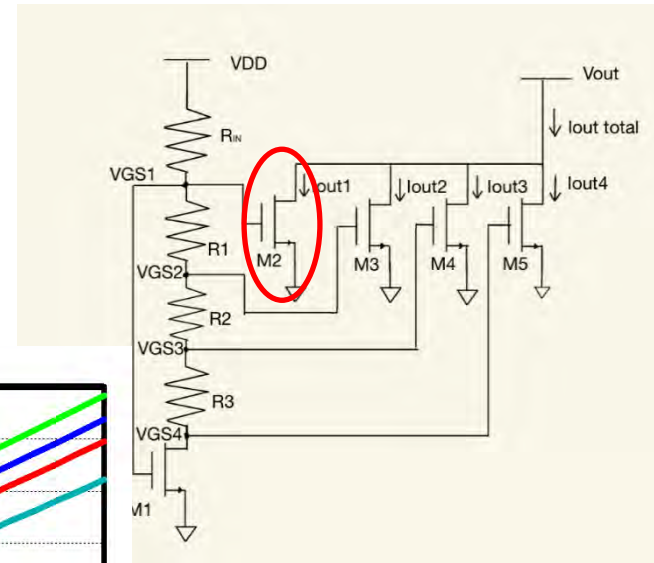 VDD
Vout
Iout total
RIN
VGS1
Iout1
Iout2
Iout3
Iout4
R1
M2
M3
M4
M5
VGS2
R2
VGS3
R3
VGS4
M1